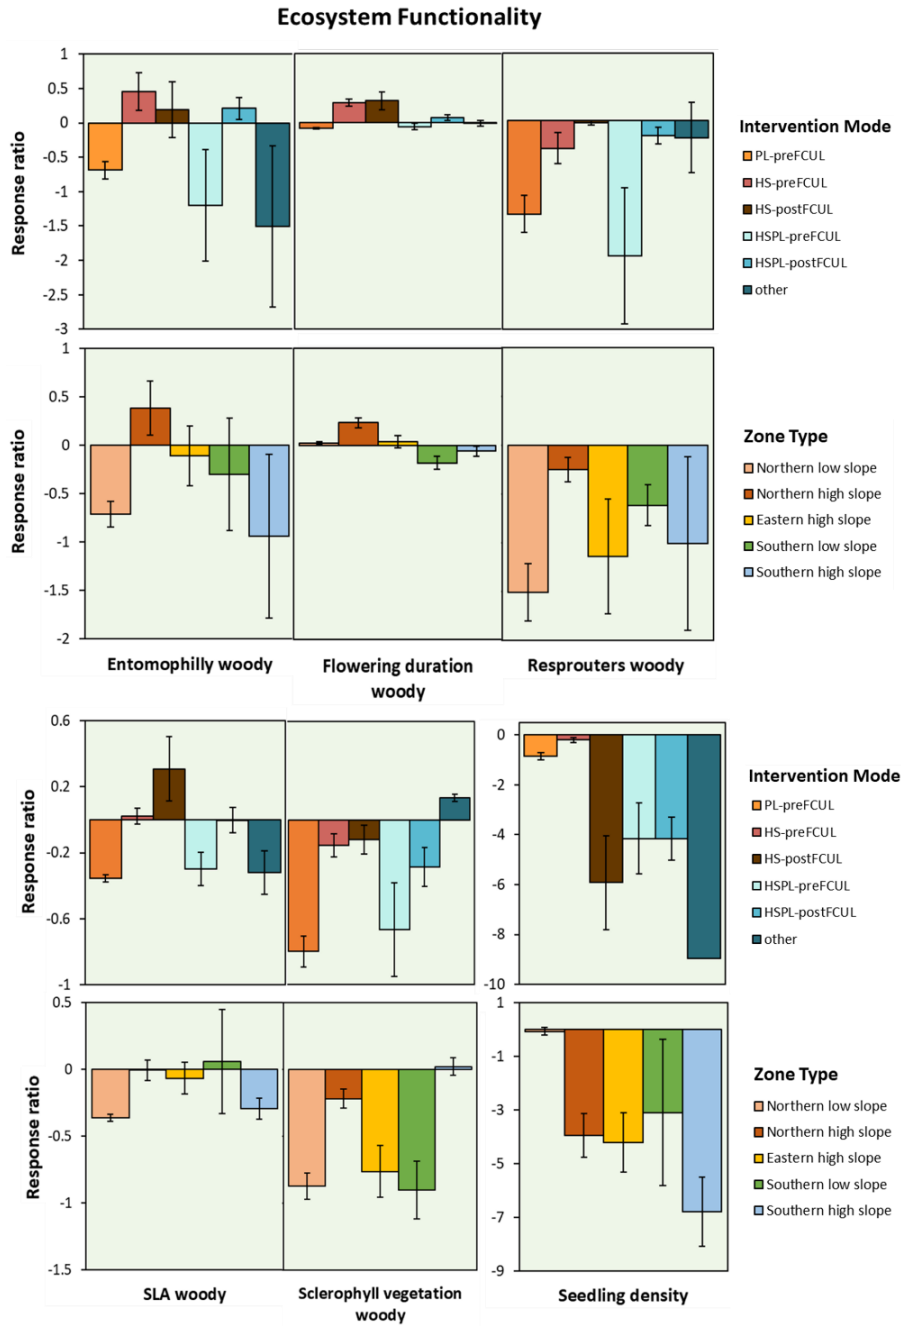 Ecosystem Functionality
1
0.5
0
-0.5
-1
-1.5
-2
-2.5
-3
Response ratio
Intervention Mode
PL-preFCUL
HS-preFCUL
HS-postFCUL
HSPL-preFCUL
HSPL-postFCUL
other
1
0.5
0
-0.5
-1
-1.5
-2
Response ratio
Zone Type
Northern low slope
Northern high slope
Eastern high slope
Southern low slope
Southern high slope
Entomophilly woody
Flowering duration
woody
Resprouters woody
0.6
0.2
-0.2
-0.6
-1
Response ratio
0
-2
-4
-6
-8
-10
Intervention Mode
PL-preFCUL
HS-preFCUL
HS-postFCUL
HSPL-preFCUL
HSPL-postFCUL
other
0.5
0
-0.5
-1
-1.5
Response ratio
1
-1
-3
-5
-7
-9
Zone Type
Northern low slope
Northern high slope
Eastern high slope
Southern low slope
Southern high slope
SLA woody
Sclerophyll vegetation
woody
Seedling density